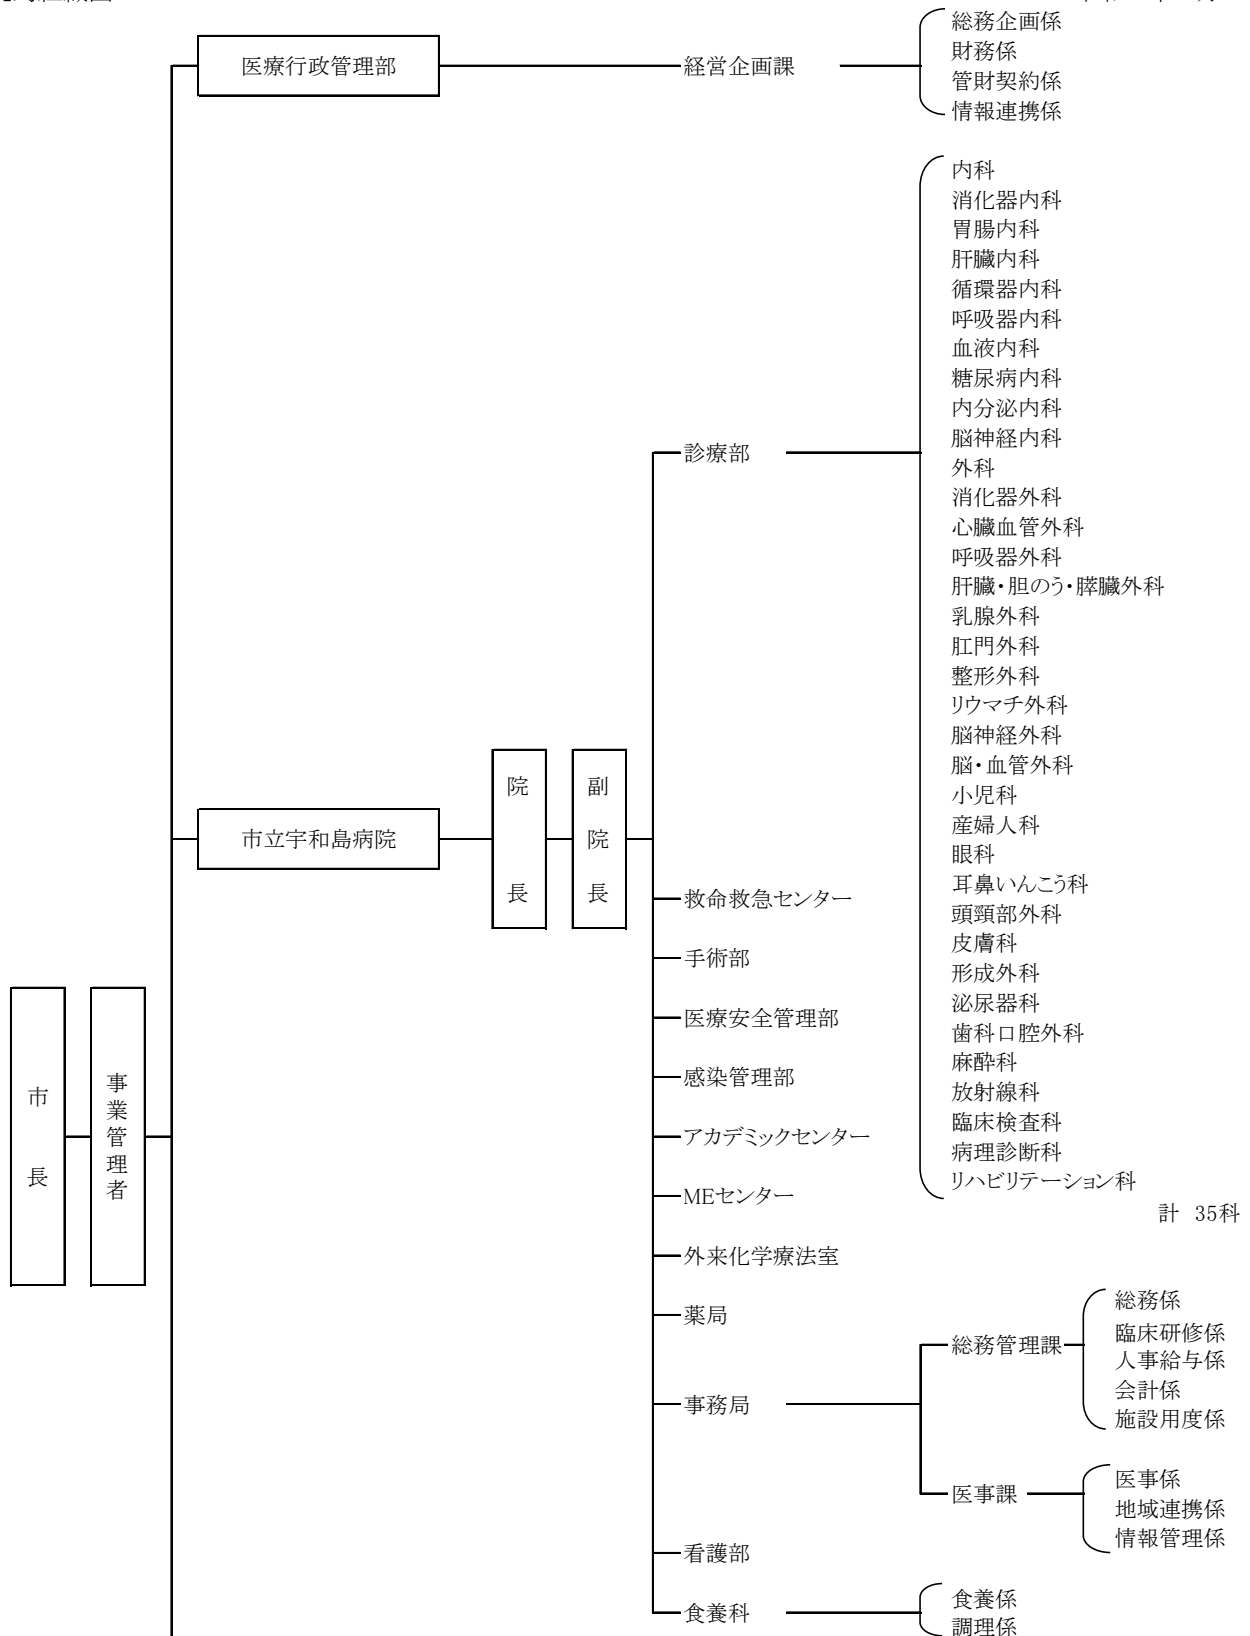 医療行政管理部
経営企画課
総務企画係
財務係
管財契約係
情報連携係
内科
消化器内科
胃腸内科
肝臓内科
循環器内科
呼吸器内科
血液内科
糖尿病内科
内分泌内科
脳神経内科
外科
消化器外科
心臓血管外科
呼吸器外科
肝臓・胆のう・膵臓外科
乳腺外科
肛門外科
整形外科
リウマチ外科
脳神経外科
脳・血管外科
小児科
産婦人科
眼科
耳鼻いんこう科
頭頸部外科
皮膚科
形成外科
泌尿器科
歯科口腔外科
麻酔科
放射線科
臨床検査科
病理診断科
リハビリテーション科
計 35科
診療部
市立宇和島病院
院長
副院長
救命救急センター
手術部
医療安全管理部
感染管理部
アカデミックセンター
MEセンター
外来化学療法室
薬局
事務局
総務管理課
総務係
臨床研修係
人事給与係
会計係
施設用度係
医事課
医事係
地域連携係
情報管理係
看護部
食養科
食養係
調理係
市長
事業管理者